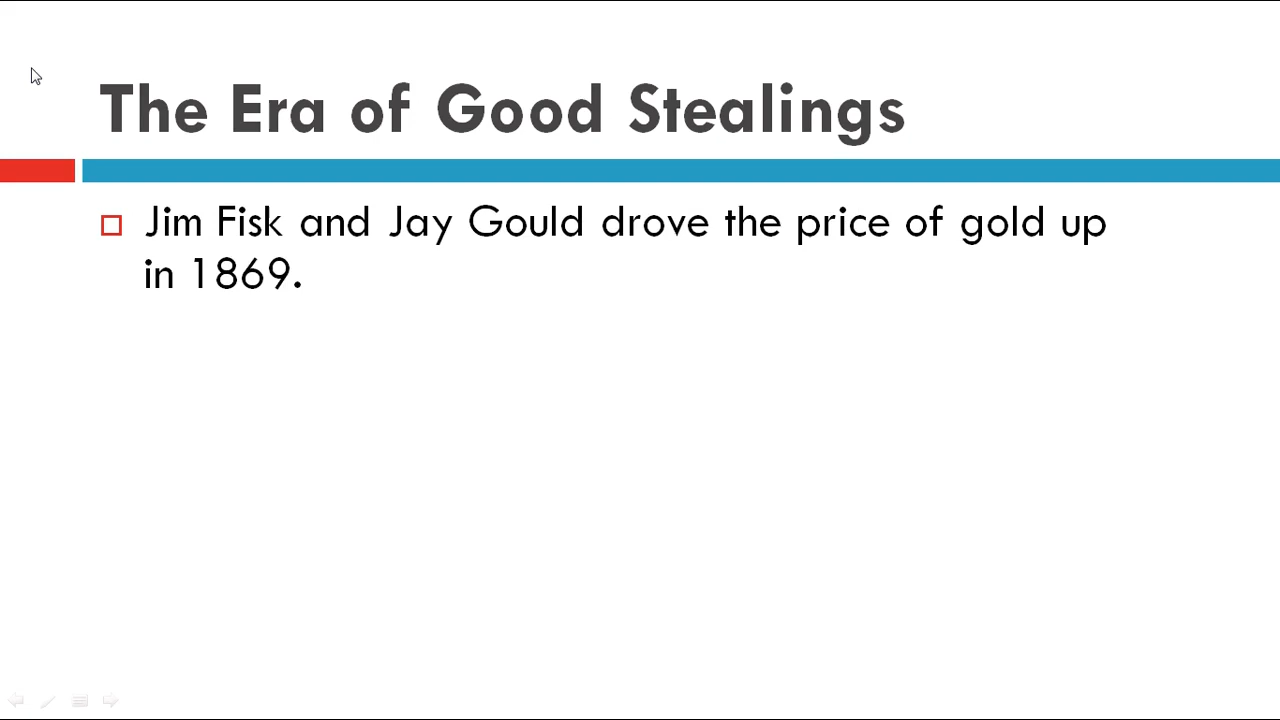 The Era of Good Stealings
Jim Fisk and Jay Gould drove the price of gold up
in 1869.